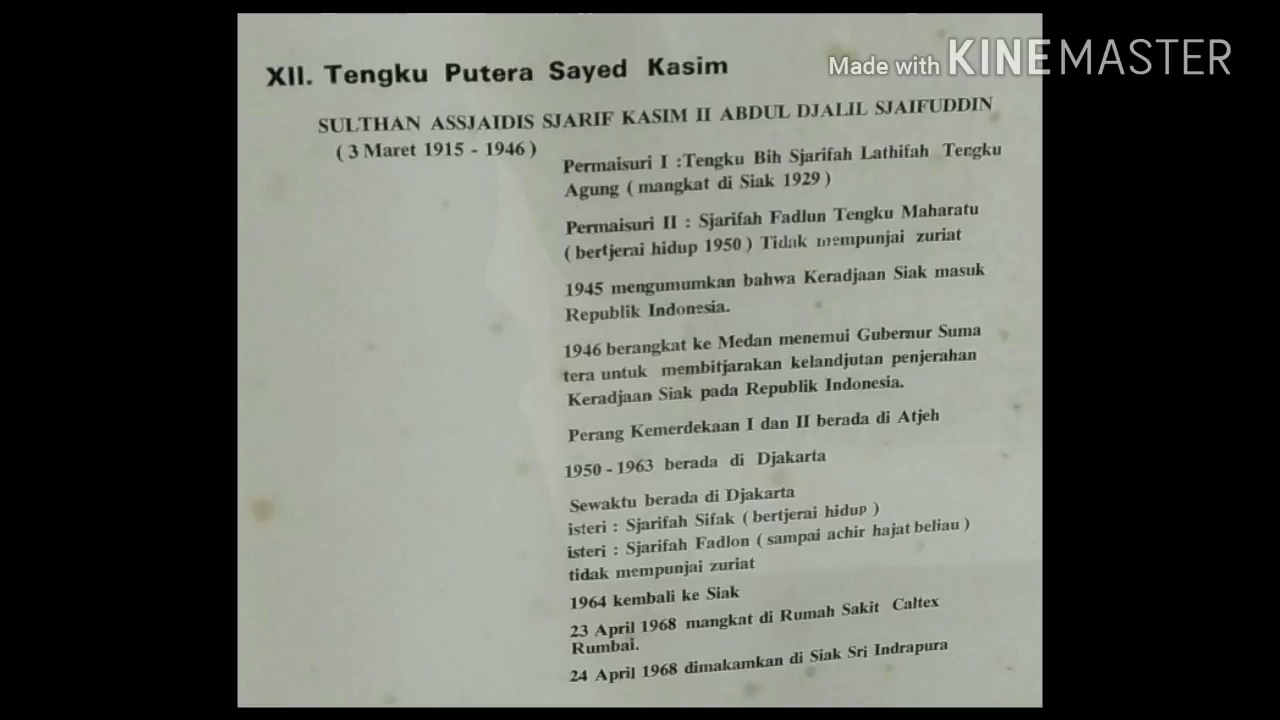 Made with KINEMASTER
XII. Tengku Putera Sayed Kasim
SULTHAN ASSJAIDIS SJARIF KASIM II ABDUL DJALIL SJAIFUDDIN
( 3 Maret 1915 - 1946 )
Permaisuri I :Tengku Bih Sjarifah Lathifah Tengku
Agung ( mangkat di Siak 1929 )
Permaisuri II : Sjarifah Fadlun Tengku Maharatu
( bertjerai hidup 1950 ) Tidak mempunjai zuriat
1945 mengumumkan bahwa Keradjaan Siak masuk
Republik Indonesia.
1946 berangkat ke Medan menemui Gubernur Suma
tera untuk membitjarakan kelandjutan penjerahan
Keradjaan Siak pada Republik Indonesia.
Perang Kemerdekaan I dan II berada di Atjeh
1950 - 1963 berada di Djakarta
Sewaktu berada di Djakarta
isteri : Sjarifah Sifak ( bertjerai hidup )
isteri : Sjarifah Fadlon ( sampai achir hajat beliau )
tidak mempunjai zuriat
1964 kembali ke Siak
23 April 1968 mangkat di Rumah Sakit Caltex
Rumbai.
24 April 1968 dimakamkan di Siak Sri Indrapura